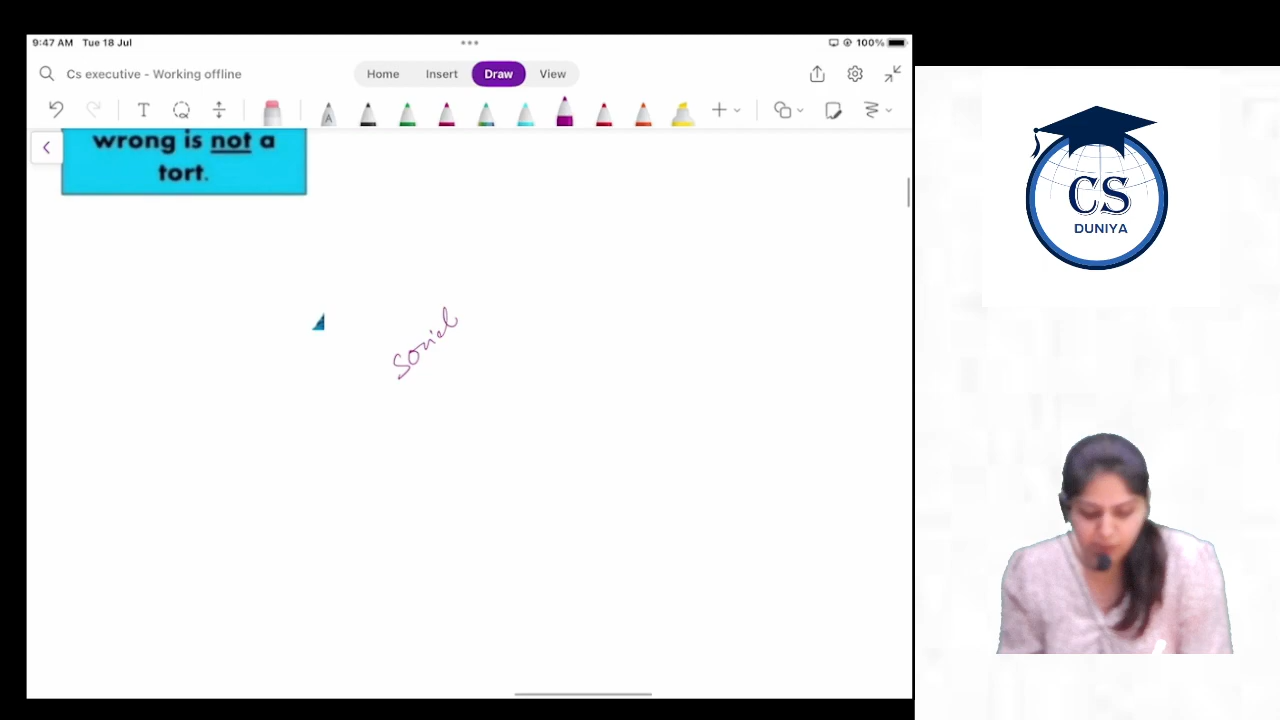 9:47 AM Tue 18 Jul
100%
Cs executive - Working offline
Home Insert Draw View
wrong is not a
tort.
Social
CS
DUNIYA